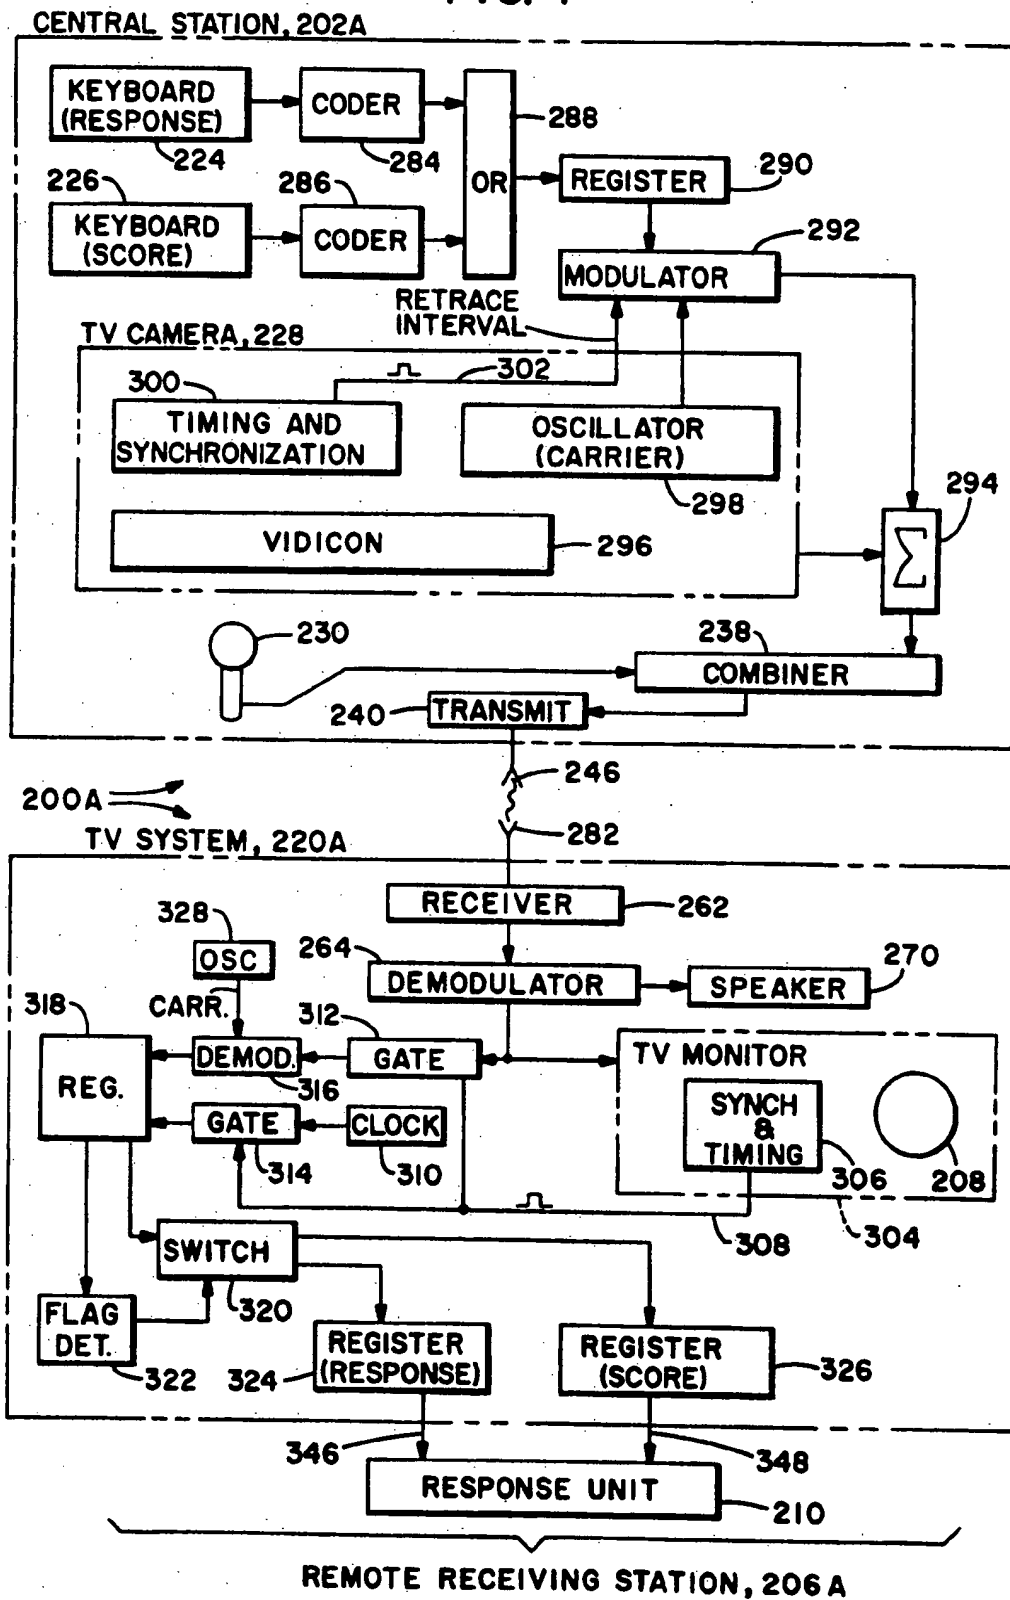 CENTRAL STATION, 202A
KEYBOARD
(RESPONSE)
224
CODER
284
288
OR
REGISTER
290
226
KEYBOARD
(SCORE)
286
CODER
292
MODULATOR
RETRACE
INTERVAL
TV CAMERA, 228
300
302
TIMING AND
SYNCHRONIZATION
OSCILLATOR
(CARRIER)
298
294
Σ
VIDICON
296
230
238
COMBINER
240
TRANSMIT
246
200A
282
TV SYSTEM, 220A
RECEIVER
262
328
OSC
264
DEMODULATOR
270
SPEAKER
CARR.
318
REG.
312
DEMOD.
316
GATE
TV MONITOR
SYNCH
&
TIMING
306
208
GATE
314
CLOCK
310
308
304
SWITCH
320
FLAG
DET.
322
324
REGISTER
(RESPONSE)
REGISTER
(SCORE)
326
346
348
RESPONSE UNIT
210
REMOTE RECEIVING STATION, 206A